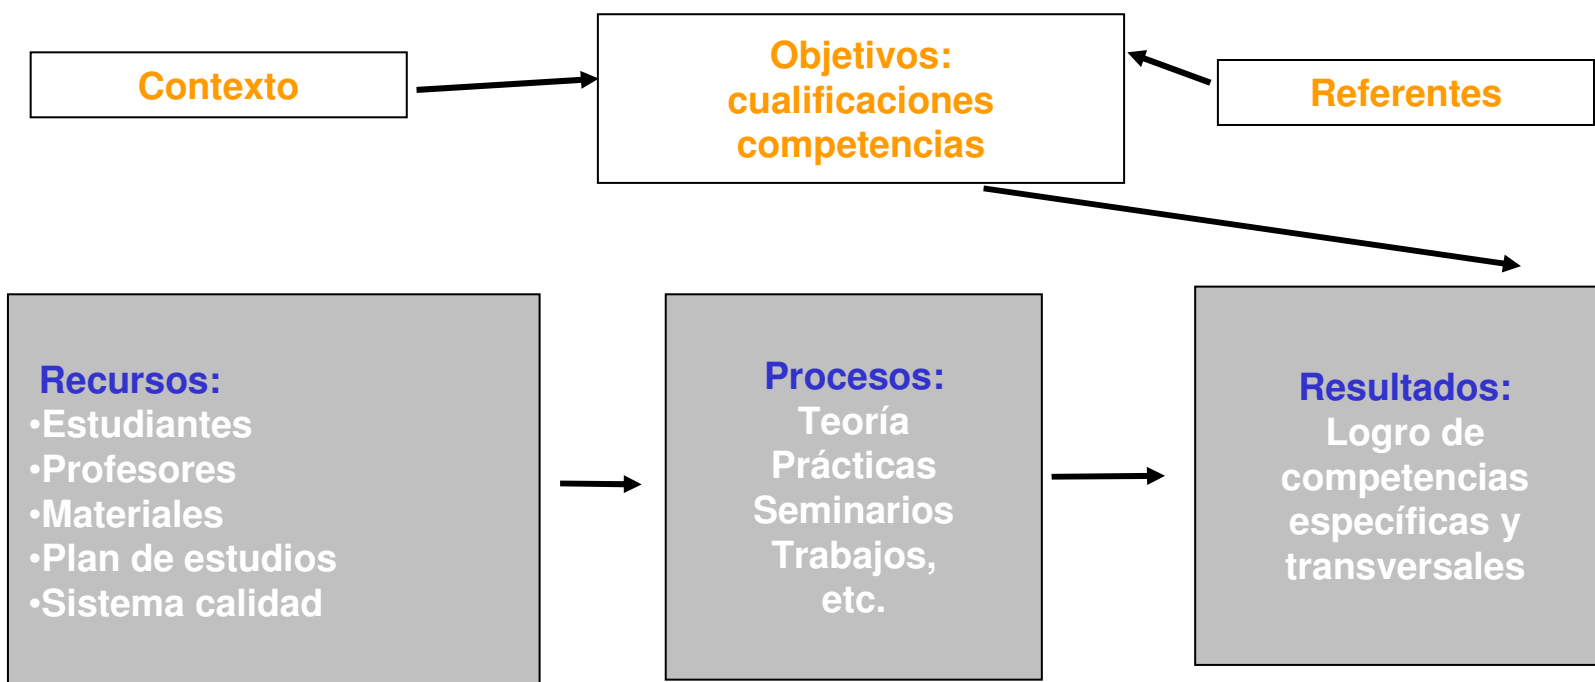 Contexto
Objetivos:
cualificaciones
competencias
Referentes
Recursos:
•Estudiantes
•Profesores
•Materiales
•Plan de estudios
•Sistema calidad
Procesos:
Teoría
Prácticas
Seminarios
Trabajos,
etc.
Resultados:
Logro de
competencias
específicas y
transversales